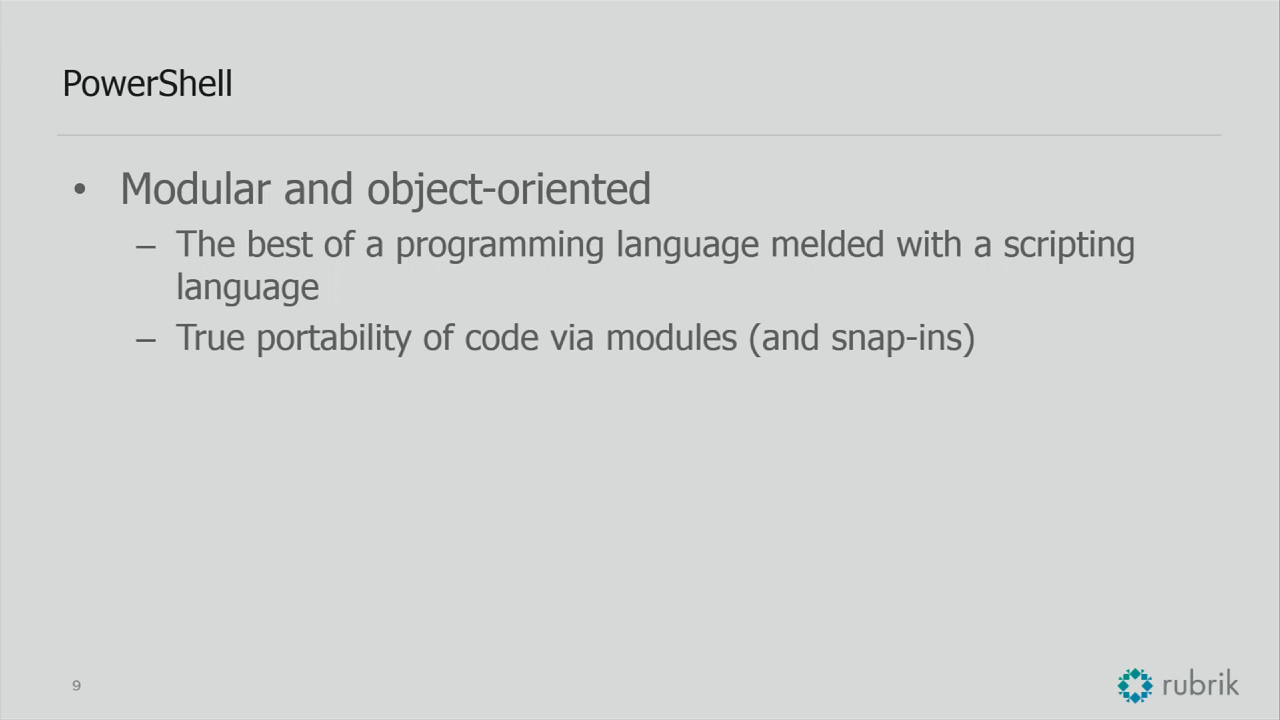 PowerShell
• Modular and object-oriented
– The best of a programming language melded with a scripting
language
– True portability of code via modules (and snap-ins)
9
rubrik